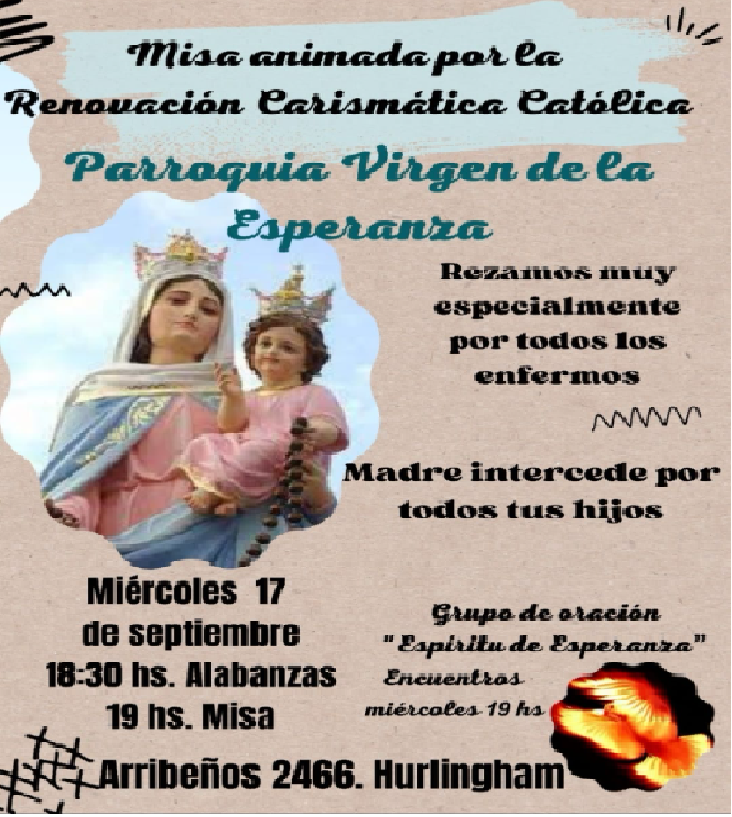 Misa animada por la
Renovación Carismática Católica
Parroquia Virgen de la
Esperanza
Rezamos muy
especialmente
por todos los
enfermos
Madre intercede por
todos tus hijos
Miércoles 17
de septiembre
18:30 hs. Alabanzas
19 hs. Misa
Grupo de oración
"Espíritu de Esperanza"
Encuentros
miércoles 19 hs
Arribeños 2466. Hurlingham